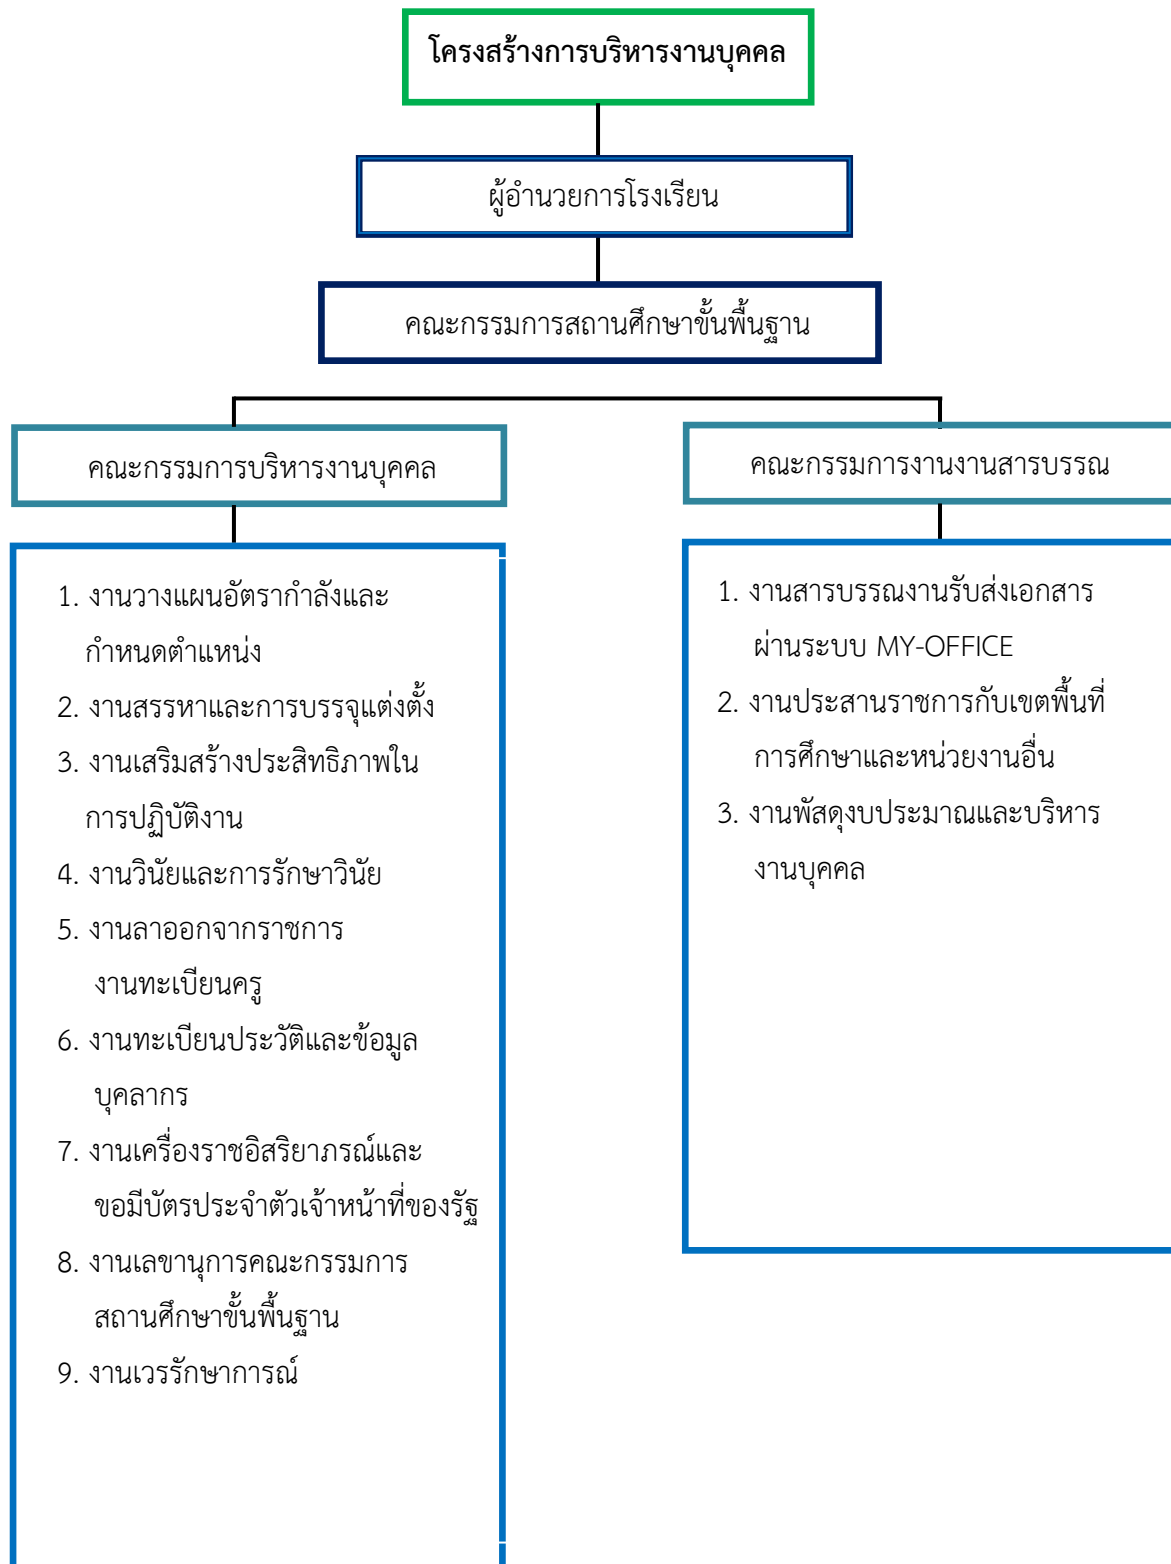 โครงสร้างการบริหารงานบุคคล
ผู้อำนวยการโรงเรียน
คณะกรรมการสถานศึกษาขั้นพื้นฐาน
คณะกรรมการบริหารงานบุคคล
1. งานวางแผนอัตรากำลังและ
กำหนดตำแหน่ง
2. งานสรรหาและการบรรจุแต่งตั้ง
3. งานเสริมสร้างประสิทธิภาพใน
การปฏิบัติงาน
4. งานวินัยและการรักษาวินัย
5. งานลาออกจากราชการ
งานทะเบียนครู
6. งานทะเบียนประวัติและข้อมูล
บุคลากร
7. งานเครื่องราชอิสริยาภรณ์และ
ขอมีบัตรประจำตัวเจ้าหน้าที่ของรัฐ
8. งานเลขานุการคณะกรรมการ
สถานศึกษาขั้นพื้นฐาน
9. งานเวรรักษาการณ์
คณะกรรมการงานงานสารบรรณ
1. งานสารบรรณงานรับส่งเอกสาร
ผ่านระบบ MY-OFFICE
2. งานประสานราชการกับเขตพื้นที่
การศึกษาและหน่วยงานอื่น
3. งานพัสดุงบประมาณและบริหาร
งานบุคคล